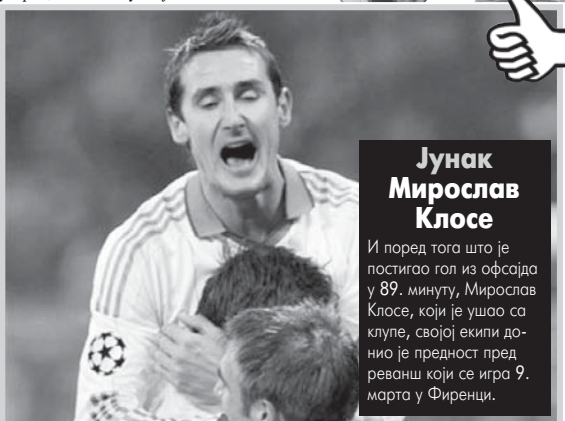 Јунак
Мирослав
Клосе
И поред тога што је
постигао гол из офсајда
у 89. минуту, Мирослав
Клосе, који је ушао са
клупе, својој екипи до-
нио је предност пред
реванш који се игра 9.
марта у Фиренци.